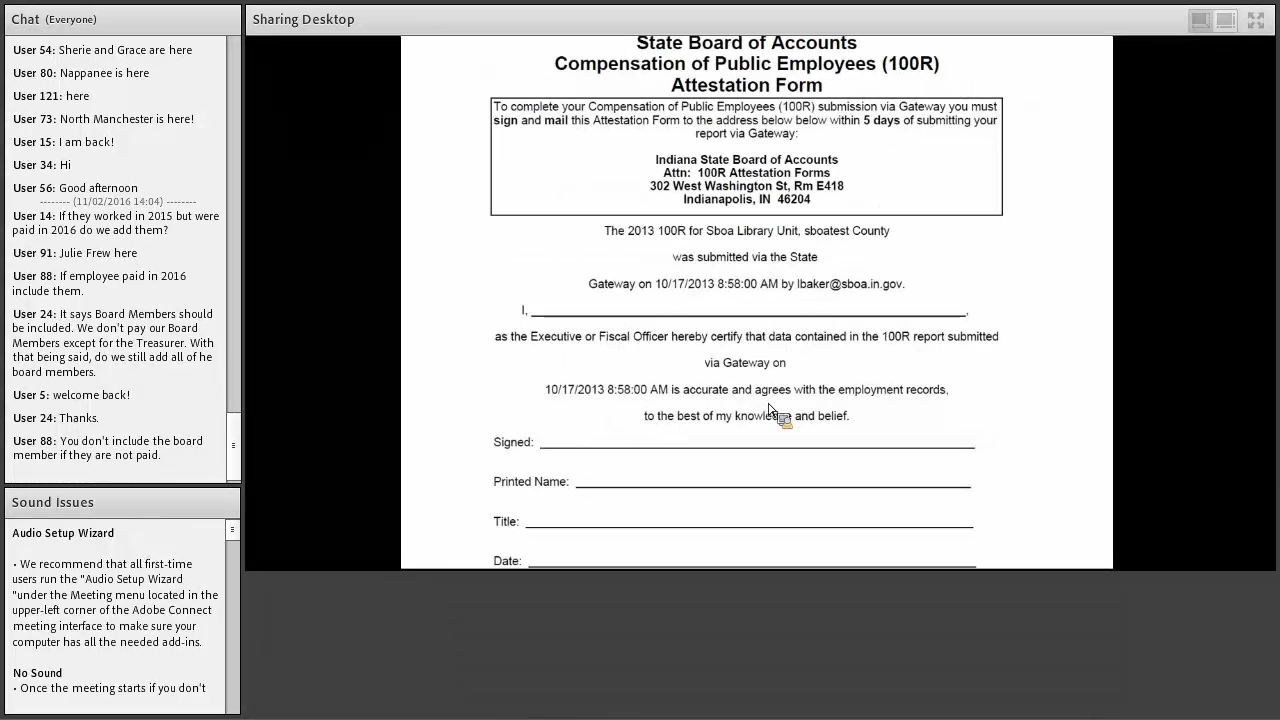 Chat (Everyone)
User 54: Sherie and Grace are here
User 80: Nappanee is here
User 121: here
User 73: North Manchester is here!
User 15: I am back!
User 34: Hi
User 56: Good afternoon
-------- (11/02/2016 14:04) --------
User 14: If they worked in 2015 but were
paid in 2016 do we add them?
User 91: Julie Frew here
User 88: If employee paid in 2016
include them.
User 24: It says Board Members should
be included. We don't pay our Board
Members except for the Treasurer. With
that being said, do we still add all of he
board members.
User 5: welcome back!
User 24: Thanks.
User 88: You don't include the board
member if they are not paid.
Sound Issues
Audio Setup Wizard
• We recommend that all first-time
users run the "Audio Setup Wizard
"under the Meeting menu located in the
upper-left corner of the Adobe Connect
meeting interface to make sure your
computer has all the needed add-ins.
No Sound
• Once the meeting starts if you don't
Sharing Desktop
State Board of Accounts
Compensation of Public Employees (100R)
Attestation Form
To complete your Compensation of Public Employees (100R) submission via Gateway you must
sign and mail this Attestation Form to the address below below within 5 days of submitting your
report via Gateway:
Indiana State Board of Accounts
Attn: 100R Attestation Forms
302 West Washington St, Rm E418
Indianapolis, IN 46204
The 2013 100R for Sboa Library Unit, sboatest County
was submitted via the State
Gateway on 10/17/2013 8:58:00 AM by lbaker@sboa.in.gov.
I, ,
as the Executive or Fiscal Officer hereby certify that data contained in the 100R report submitted
via Gateway on
10/17/2013 8:58:00 AM is accurate and agrees with the employment records,
to the best of my knowledge and belief.
Signed:
Printed Name:
Title:
Date: